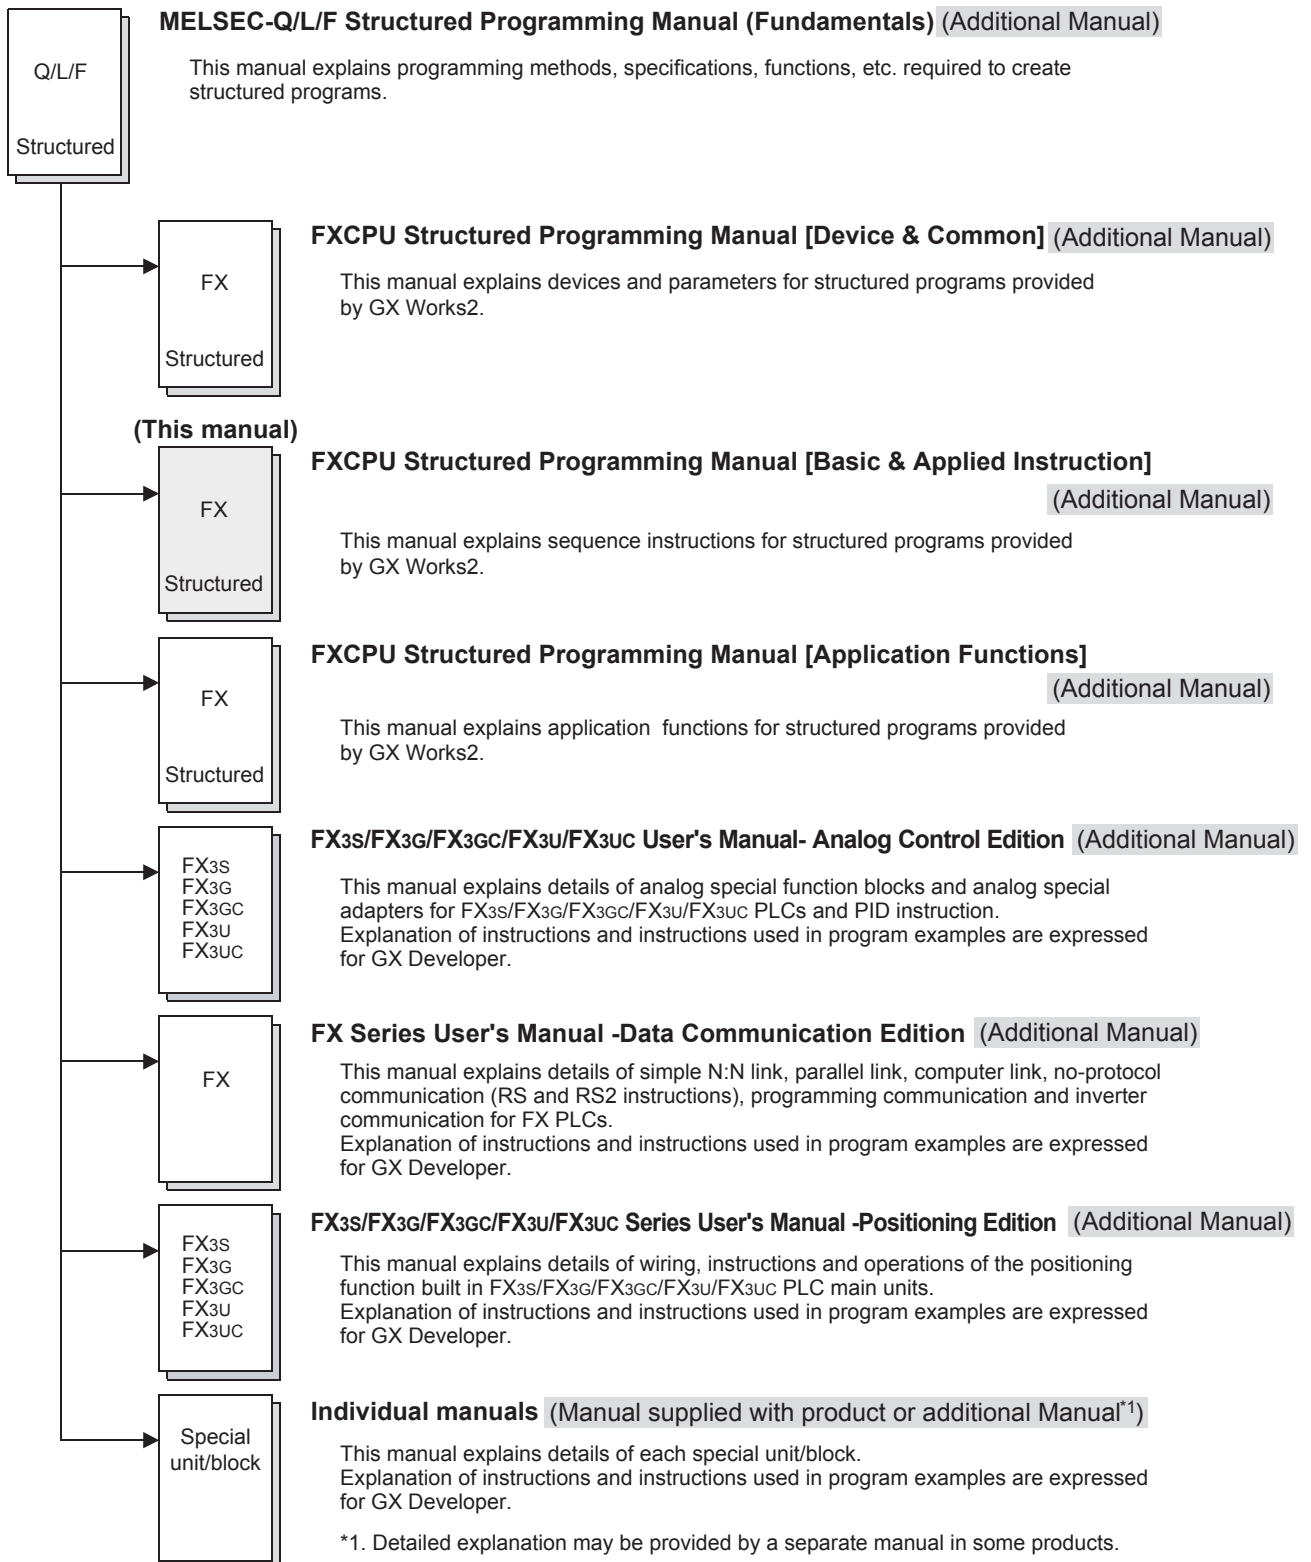 MELSEC-Q/L/F Structured Programming Manual (Fundamentals) (Additional Manual)
Q/L/F
Structured
This manual explains programming methods, specifications, functions, etc. required to create
structured programs.
FXCPU Structured Programming Manual [Device & Common] (Additional Manual)
FX
Structured
This manual explains devices and parameters for structured programs provided
by GX Works2.
(This manual)
FXCPU Structured Programming Manual [Basic & Applied Instruction]
(Additional Manual)
FX
Structured
This manual explains sequence instructions for structured programs provided
by GX Works2.
FXCPU Structured Programming Manual [Application Functions]
(Additional Manual)
FX
Structured
This manual explains application functions for structured programs provided
by GX Works2.
FX3S/FX3G/FX3GC/FX3U/FX3UC User's Manual- Analog Control Edition (Additional Manual)
FX3S
FX3G
FX3GC
FX3U
FX3UC
This manual explains details of analog special function blocks and analog special
adapters for FX3S/FX3G/FX3GC/FX3U/FX3UC PLCs and PID instruction.
Explanation of instructions and instructions used in program examples are expressed
for GX Developer.
FX Series User's Manual -Data Communication Edition (Additional Manual)
FX
This manual explains details of simple N:N link, parallel link, computer link, no-protocol
communication (RS and RS2 instructions), programming communication and inverter
communication for FX PLCs.
Explanation of instructions and instructions used in program examples are expressed
for GX Developer.
FX3S/FX3G/FX3GC/FX3U/FX3UC Series User's Manual -Positioning Edition (Additional Manual)
FX3S
FX3G
FX3GC
FX3U
FX3UC
This manual explains details of wiring, instructions and operations of the positioning
function built in FX3S/FX3G/FX3GC/FX3U/FX3UC PLC main units.
Explanation of instructions and instructions used in program examples are expressed
for GX Developer.
Individual manuals (Manual supplied with product or additional Manual*1)
Special
unit/block
This manual explains details of each special unit/block.
Explanation of instructions and instructions used in program examples are expressed
for GX Developer.
*1. Detailed explanation may be provided by a separate manual in some products.